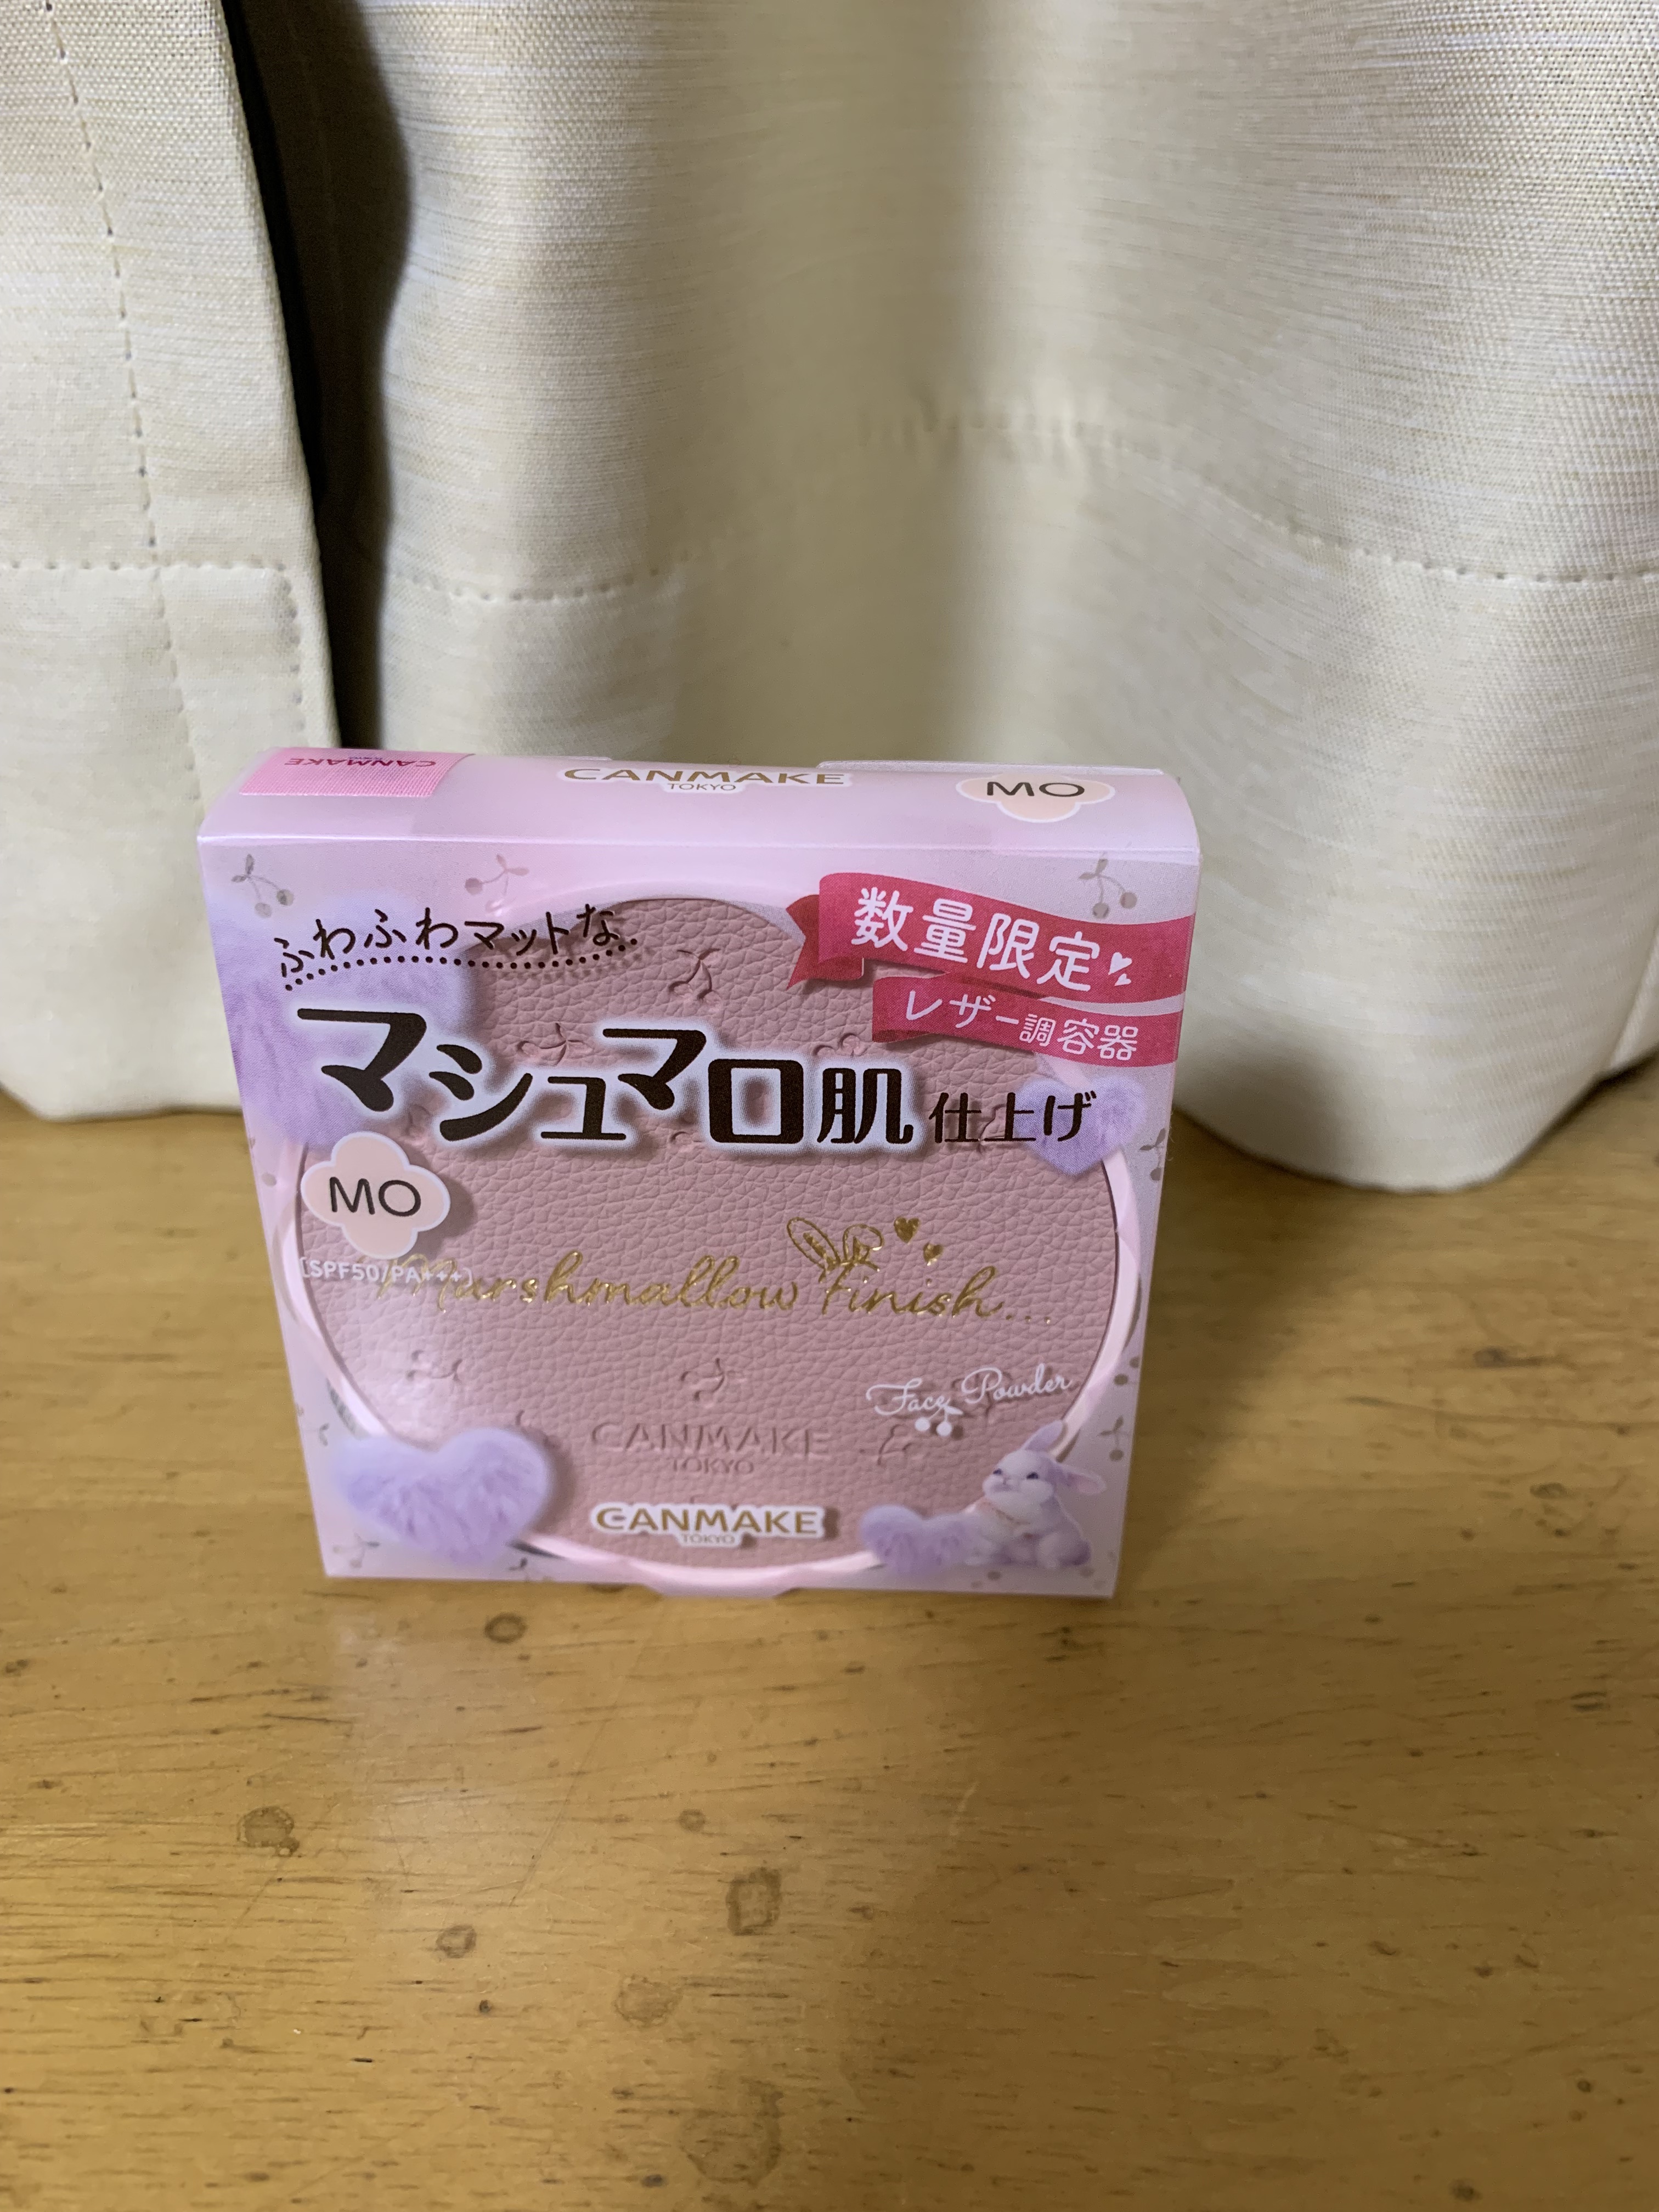 CANMAKE
TOKYO
CANMAKE
TOKYO
MO
ふわふわマットな
数量限定
レザー調容器
マシュマロ肌 仕上げ
MO
[SPF50/PA+++]
Marshmallow Finish...
Face Powder
CANMAKE
TOKYO
CANMAKE
TOKYO